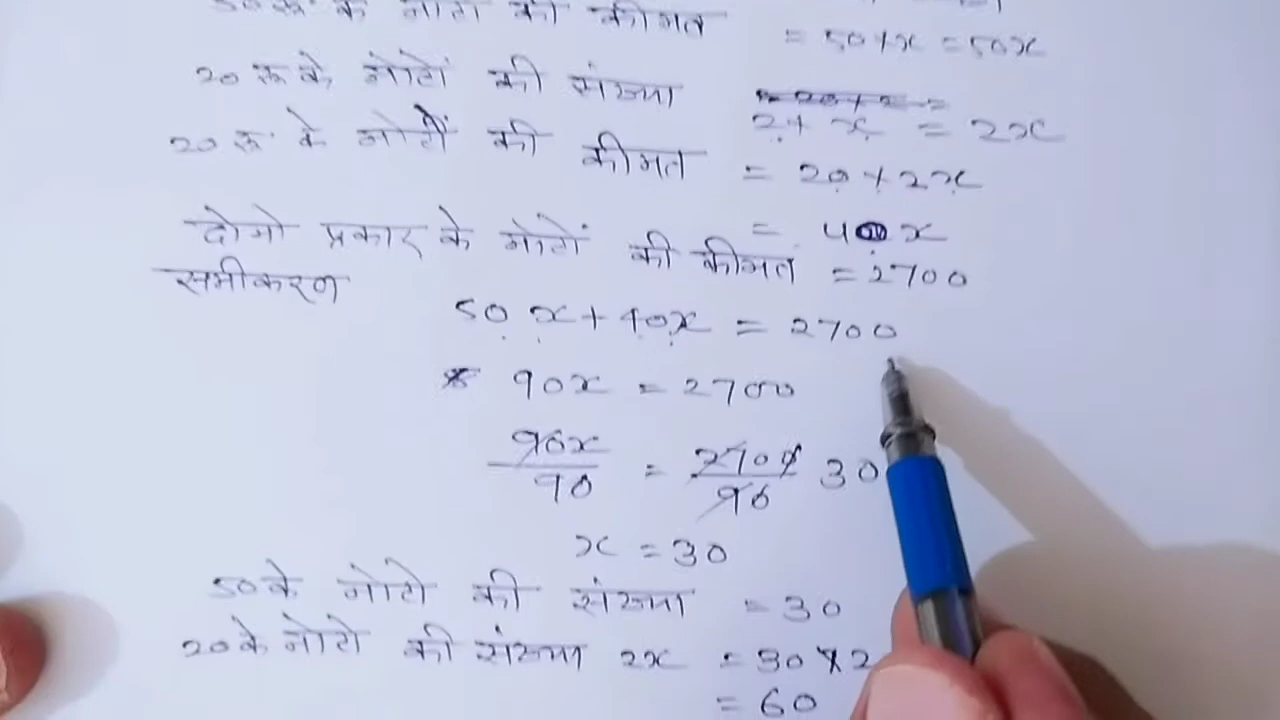 50 रू के नोटों की कीमत = 50 × x = 50x
20 रू के नोटों की संख्या
2 × x = 2x
20 रू के नोटों की कीमत = 20 × 2x
= 40x
दोनो प्रकार के नोटों की कीमत = 2700
समीकरण
50x + 40x = 2700
* 90x = 2700
90x/90 = 2700/90 30
x = 30
50 के नोटो की संख्या = 30
20 के नोटो की संख्या 2x = 30 × 2
= 60